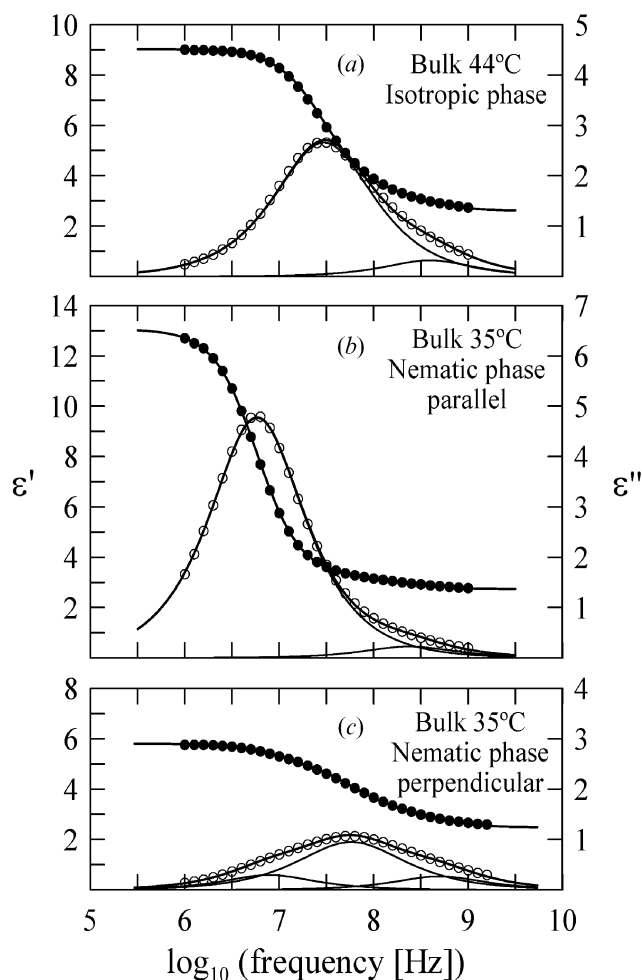 10
8
6
4
2
5
4
3
2
1
(a)
Bulk 44ºC
Isotropic phase
14
12
10
8
6
4
2
7
6
5
4
3
2
1
(b)
Bulk 35ºC
Nematic phase
parallel
ε'
ε"
8
6
4
2
4
3
2
1
(c)
Bulk 35ºC
Nematic phase
perpendicular
5 6 7 8 9 10
log10 (frequency [Hz])